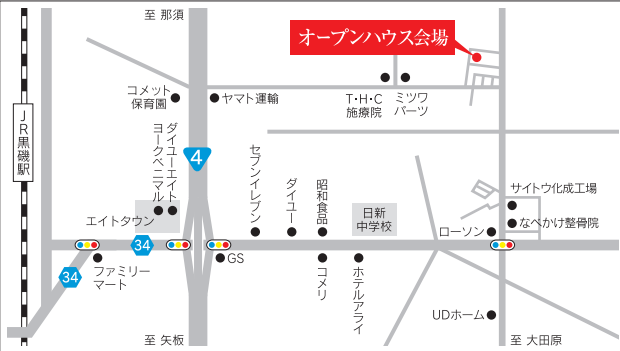 至 那須
オープンハウス会場
コメット
保育園
ヤマト運輸
T・H・C
施療院
ミツワ
パーツ
JR黒磯駅
ダイユーエイト
ヨークベニマル
4
セブンイレブン
ダイユー
昭和食品
日新
中学校
サイトウ化成工場
なべかけ整骨院
エイトタウン
ローソン
34
34
GS
ファミリー
マート
コメリ
ホテルアライ
UDホーム
至 矢板
至 大田原